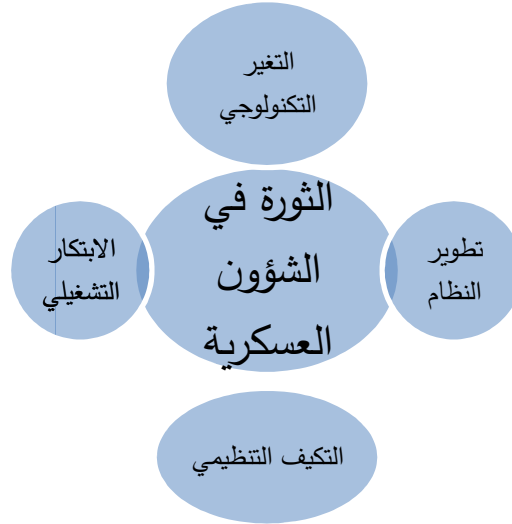 التغير
التكنولوجي
الثورة في
الشؤون
العسكرية
تطوير
النظام
الابتكار
التشغيلي
التكيف التنظيمي